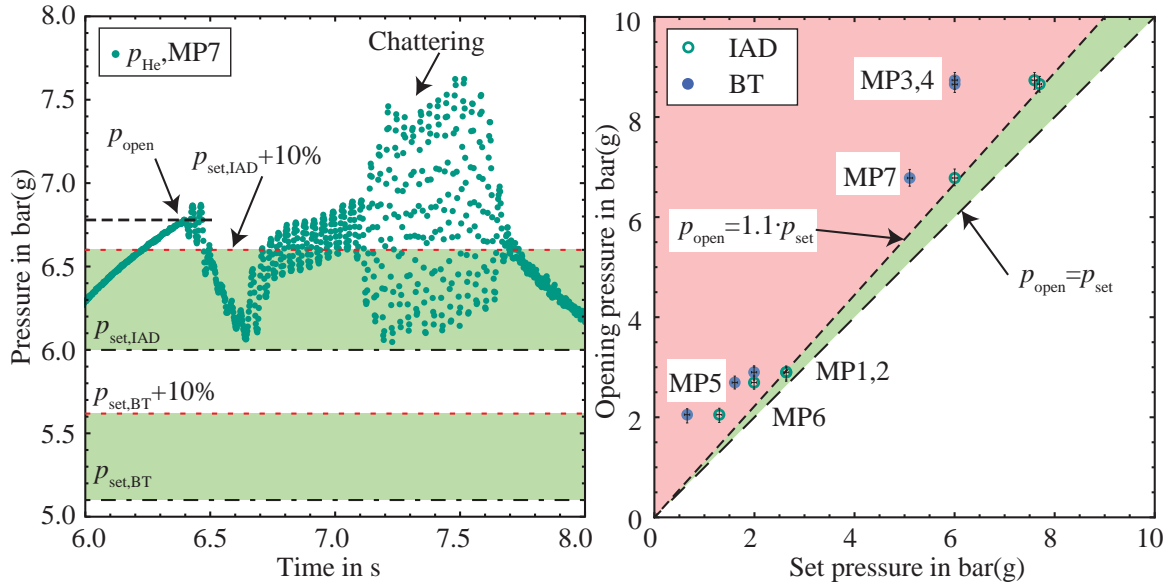 8.0
7.5
7.0
6.5
6.0
5.5
5.0
Pressure in bar(g)
p_He,MP7
Chattering
p_open
p_set,IAD+10%
p_set,IAD
p_set,BT+10%
p_set,BT
6.0 6.5 7.0 7.5 8.0
Time in s
10
8
6
4
2
0
Opening pressure in bar(g)
IAD
BT
MP3,4
MP7
p_open=1.1·p_set
p_open=p_set
MP5
MP1,2
MP6
0 2 4 6 8 10
Set pressure in bar(g)